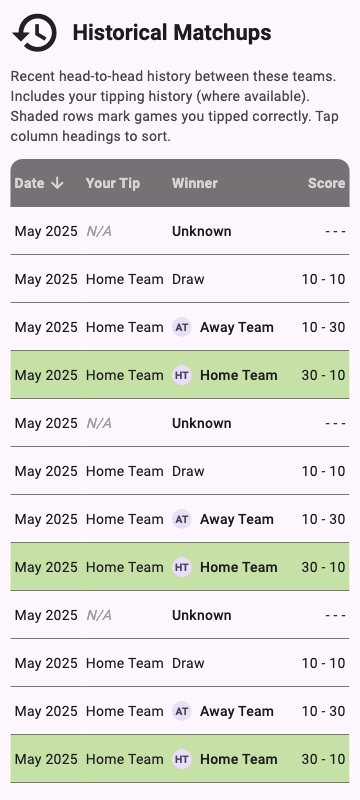 Historical Matchups
Recent head-to-head history between these teams.
Includes your tipping history (where available).
Shaded rows mark games you tipped correctly. Tap
column headings to sort.
Date ↓ Your Tip Winner Score
May 2025 N/A Unknown - - -
May 2025 Home Team Draw 10 - 10
May 2025 Home Team AT Away Team 10 - 30
May 2025 Home Team HT Home Team 30 - 10
May 2025 N/A Unknown - - -
May 2025 Home Team Draw 10 - 10
May 2025 Home Team AT Away Team 10 - 30
May 2025 Home Team HT Home Team 30 - 10
May 2025 N/A Unknown - - -
May 2025 Home Team Draw 10 - 10
May 2025 Home Team AT Away Team 10 - 30
May 2025 Home Team HT Home Team 30 - 10